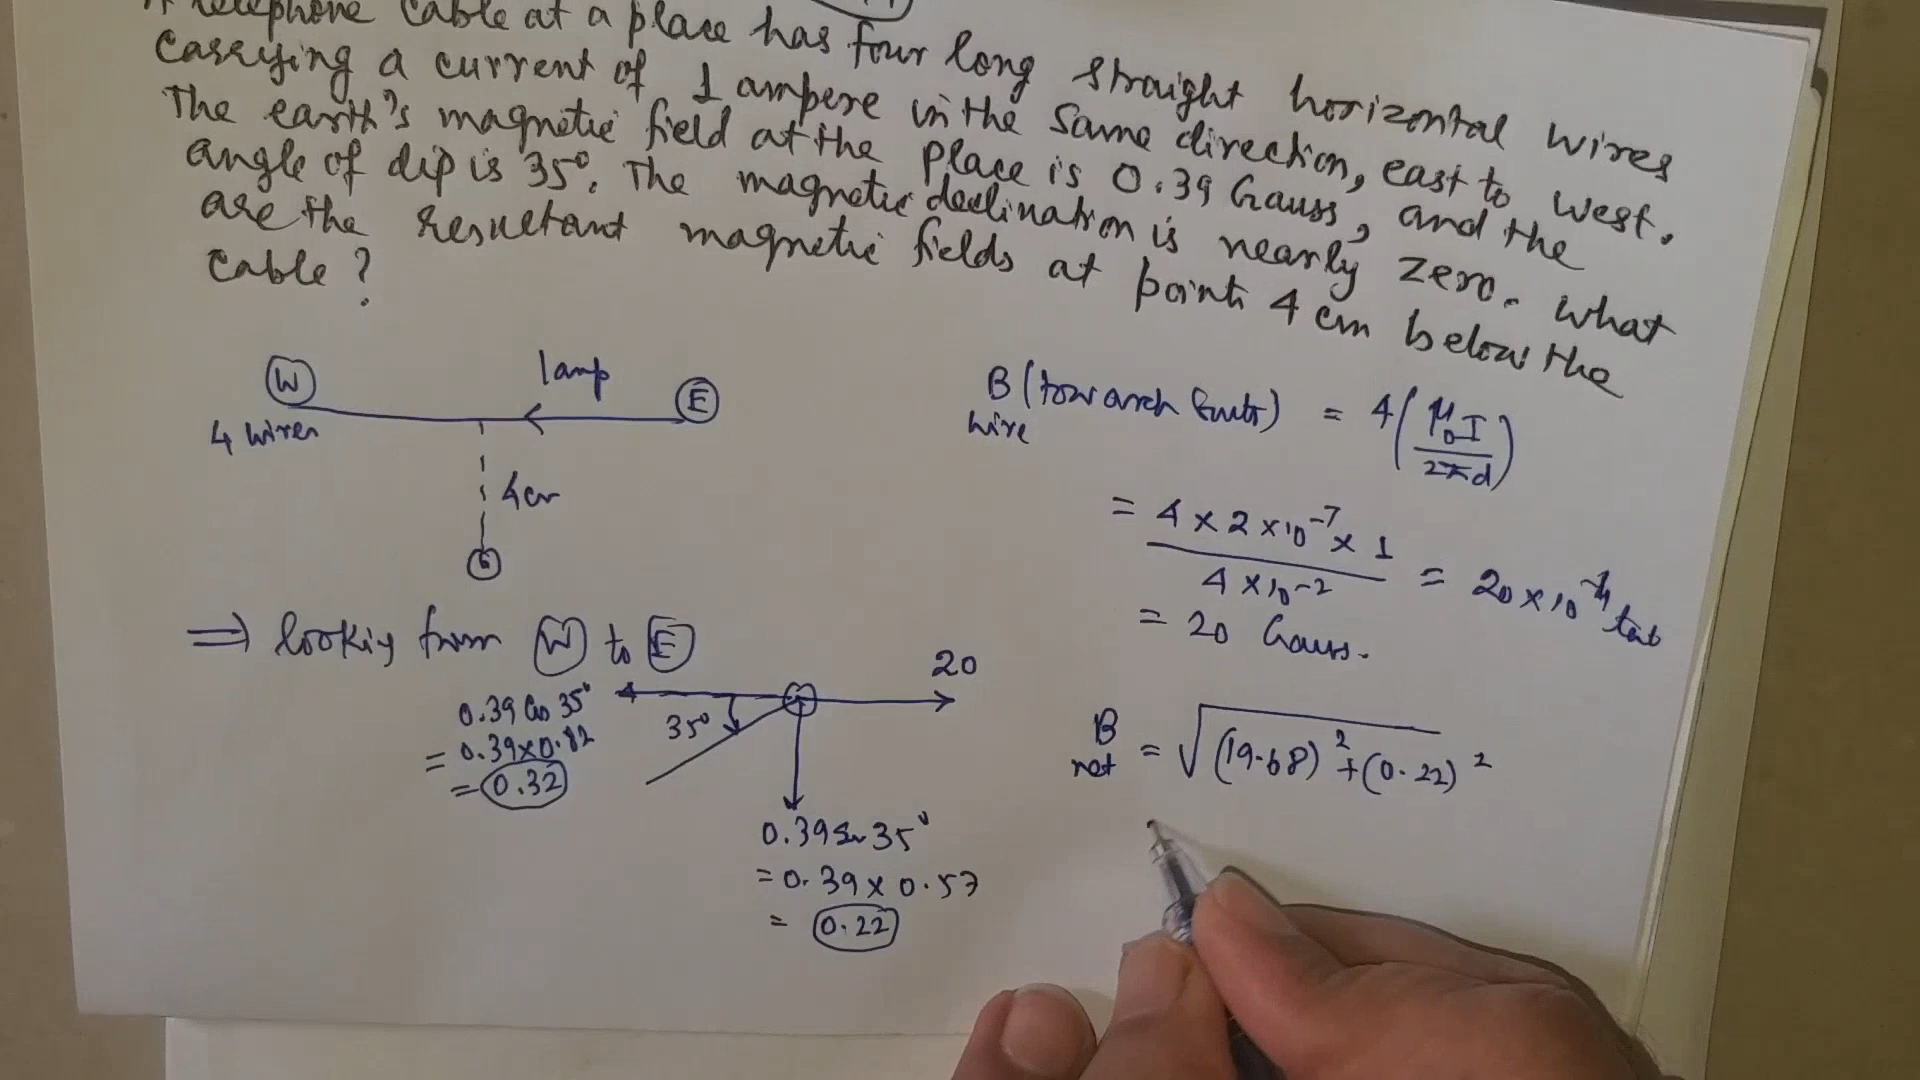 telephone cable at a place has four long straight horizontal wires
carrying a current of 1 ampere in the same direction, east to west.
The earth's magnetic field at the place is 0.39 Gauss, and the
angle of dip is 35°. The magnetic declination is nearly zero. What
are the resultant magnetic fields at points 4 cm below the
cable?
W 1amp E
4 wires
4cm
B wire (towards South) = 4(μ₀I/2πd)
= 4 × 2 × 10⁻⁷ × 1 / 4 × 10⁻² = 20 × 10⁻⁴
= 20 Gauss.
⇒ looking from W to E
20
0.39 Cos 35°
= 0.39 × 0.82
= 0.32
35°
0.39 Sin 35°
= 0.39 × 0.57
= 0.22
B net = √(19.68)² + (0.22)²